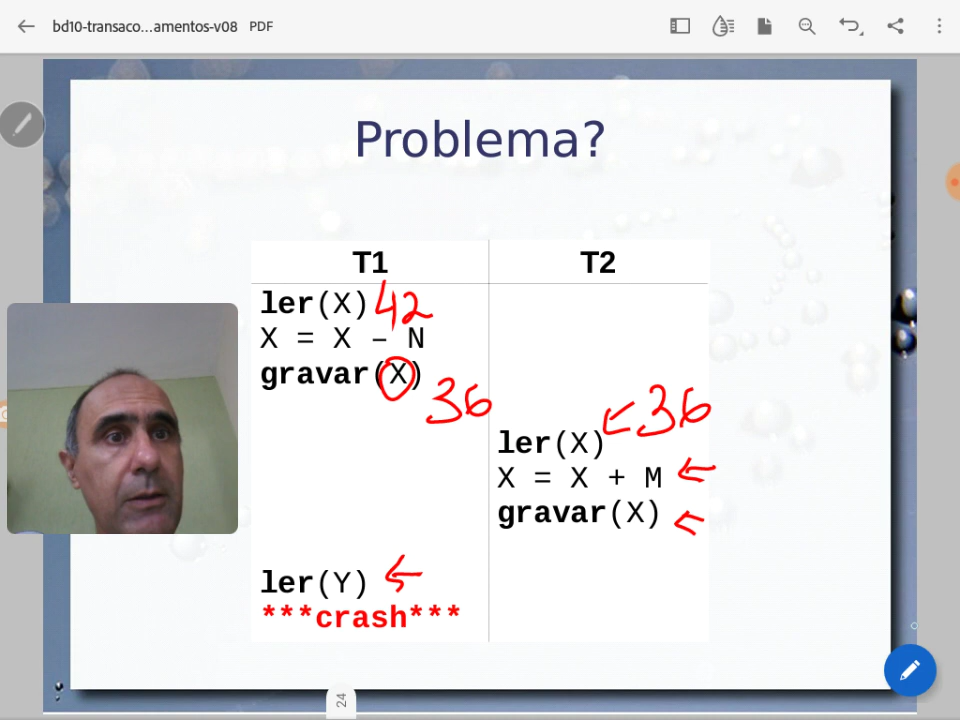 bd10-transaco...amentos-v08 PDF
Problema?
T1 T2
ler(X) 42
X = X – N
gravar(X)
36
36
ler(X)
X = X + M
gravar(X)
ler(Y)
***crash***
24